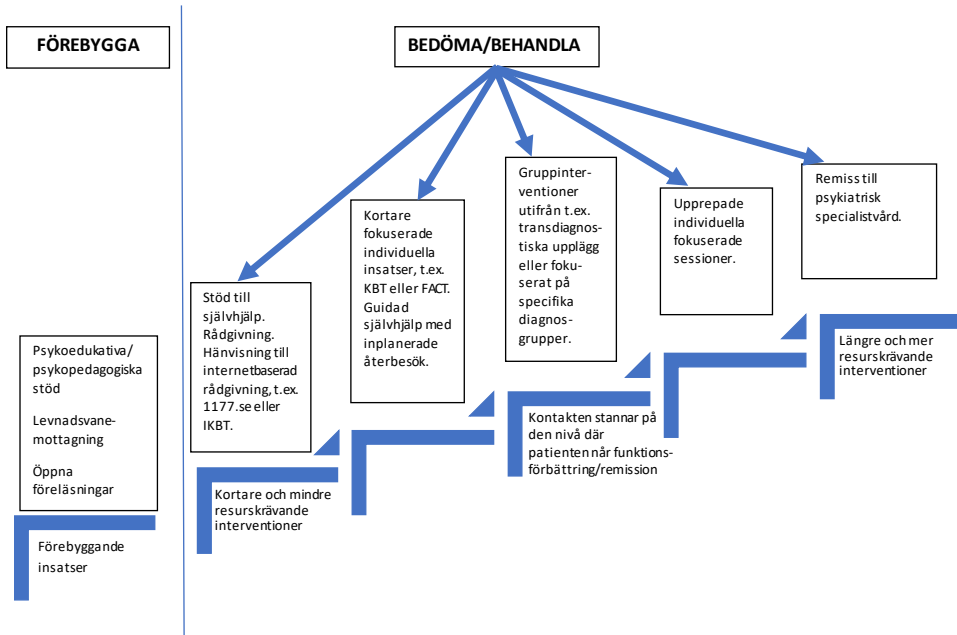 FÖREBYGGA
BEDÖMA/BEHANDLA
Psykoedukativa/
psykopedagogiska
stöd
Levnadsvane-
mottagning
Öppna
föreläsningar
Förebyggande
insatser
Stöd till
självhjälp.
Rådgivning.
Hänvisning till
internetbaserad
rådgivning, t.ex.
1177.se eller
IKBT.
Kortare och mindre
resurskrävande
interventioner
Kortare
fokuserade
individuella
insatser, t.ex.
KBT eller FACT.
Guidad
självhjälp med
inplanerade
återbesök.
Gruppinter-
ventioner
utifrån t.ex.
transdiagnos-
tiska upplägg
eller foku-
serat på
specifika
diagnos-
grupper.
Kontakten stannar på
den nivå där
patienten når funktions-
förbättring/remission
Upprepade
individuella
fokuserade
sessioner.
Remiss till
psykiatrisk
specialistvård.
Längre och mer
resurskrävande
interventioner